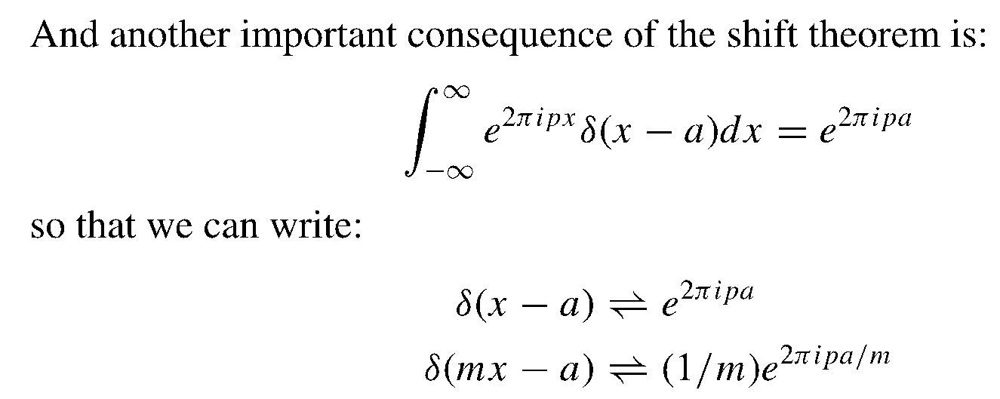 And another important consequence of the shift theorem is:
∫_{-∞}^{∞} e^{2πipx} δ(x − a)dx = e^{2πipa}
so that we can write:
δ(x − a) ⇌ e^{2πipa}
δ(mx − a) ⇌ (1/m)e^{2πipa/m}